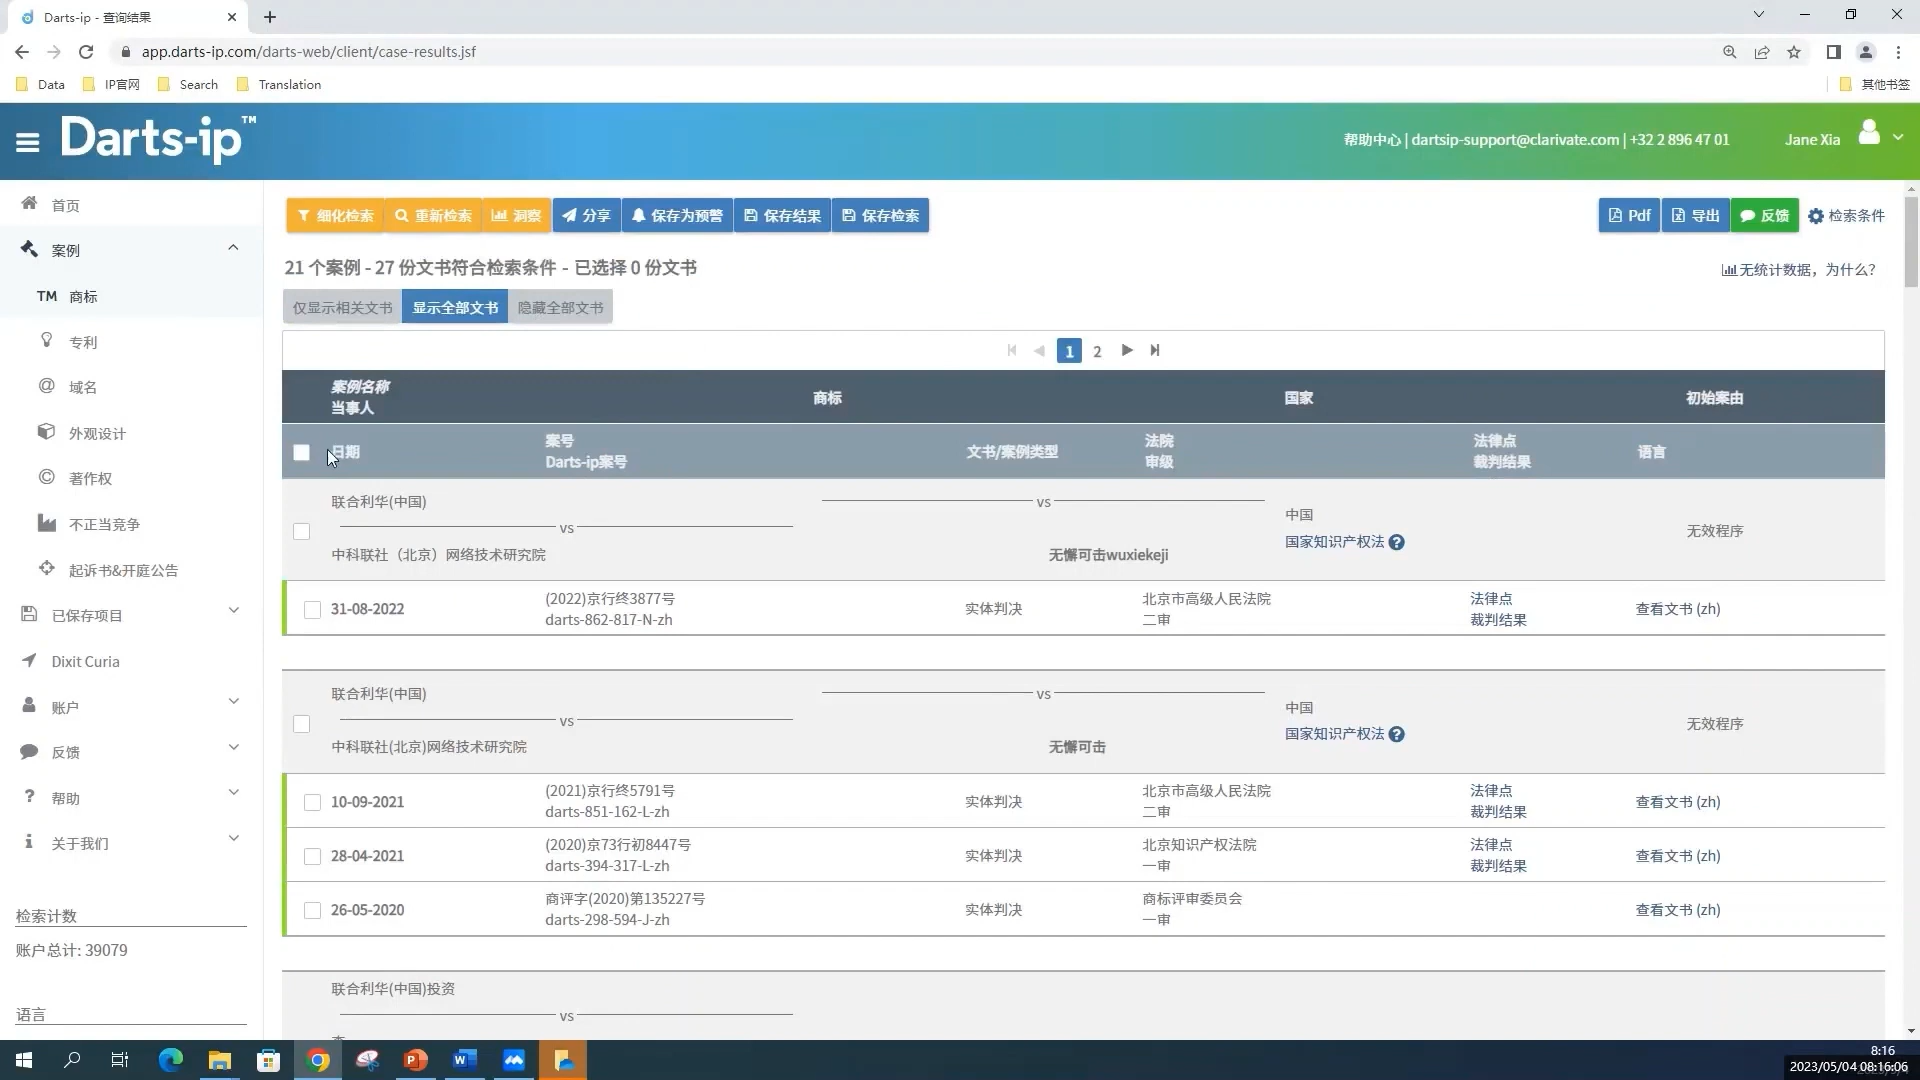 Darts-ip - 查询结果
app.darts-ip.com/darts-web/client/case-results.jsf
Data
IP官网
Search
Translation
其他书签
Darts-ip™
帮助中心 | dartsip-support@clarivate.com | +32 2 896 47 01
Jane Xia
首页
案例
TM 商标
专利
域名
外观设计
著作权
不正当竞争
起诉书&开庭公告
已保存项目
Dixit Curia
账户
反馈
帮助
关于我们
检索计数
账户总计: 39079
语言
细化检索
重新检索
洞察
分享
保存为预警
保存结果
保存检索
Pdf
导出
反馈
检索条件
21 个案例 - 27 份文书符合检索条件 - 已选择 0 份文书
无统计数据，为什么?
仅显示相关文书
显示全部文书
隐藏全部文书
1 2
案例名称
当事人
商标
国家
初始案由
日期
案号
Darts-ip案号
文书/案例类型
法院
审级
法律点
裁判结果
语言
联合利华(中国)
vs
中科联社（北京）网络技术研究院
vs
无懈可击wuxiekeji
中国
国家知识产权法
无效程序
31-08-2022
(2022)京行终3877号
darts-862-817-N-zh
实体判决
北京市高级人民法院
二审
法律点
裁判结果
查看文书 (zh)
联合利华(中国)
vs
中科联社(北京)网络技术研究院
vs
无懈可击
中国
国家知识产权法
无效程序
10-09-2021
(2021)京行终5791号
darts-851-162-L-zh
实体判决
北京市高级人民法院
二审
法律点
裁判结果
查看文书 (zh)
28-04-2021
(2020)京73行初8447号
darts-394-317-L-zh
实体判决
北京知识产权法院
一审
法律点
裁判结果
查看文书 (zh)
26-05-2020
商评字(2020)第135227号
darts-298-594-J-zh
实体判决
商标评审委员会
一审
查看文书 (zh)
联合利华(中国)投资
vs
8:16
2023/05/04 08:16:06